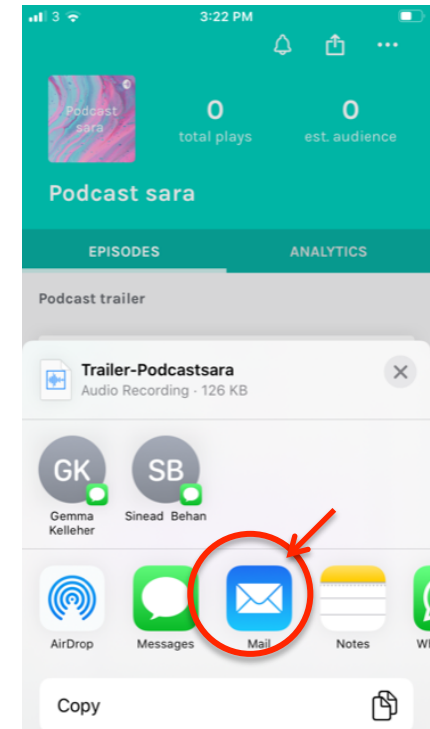 3 3:22 PM
Podcast
sara
0 0
total plays est. audience
Podcast sara
EPISODES ANALYTICS
Podcast trailer
Trailer-Podcastsara
Audio Recording · 126 KB
GK SB
Gemma Sinead Behan
Kelleher
AirDrop Messages Mail Notes
Copy